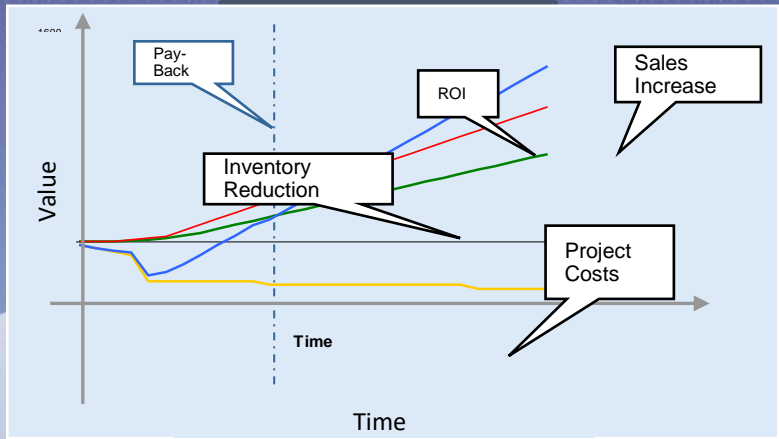 Pay-
Back
ROI
Sales
Increase
Inventory
Reduction
Value
Project
Costs
Time
Time